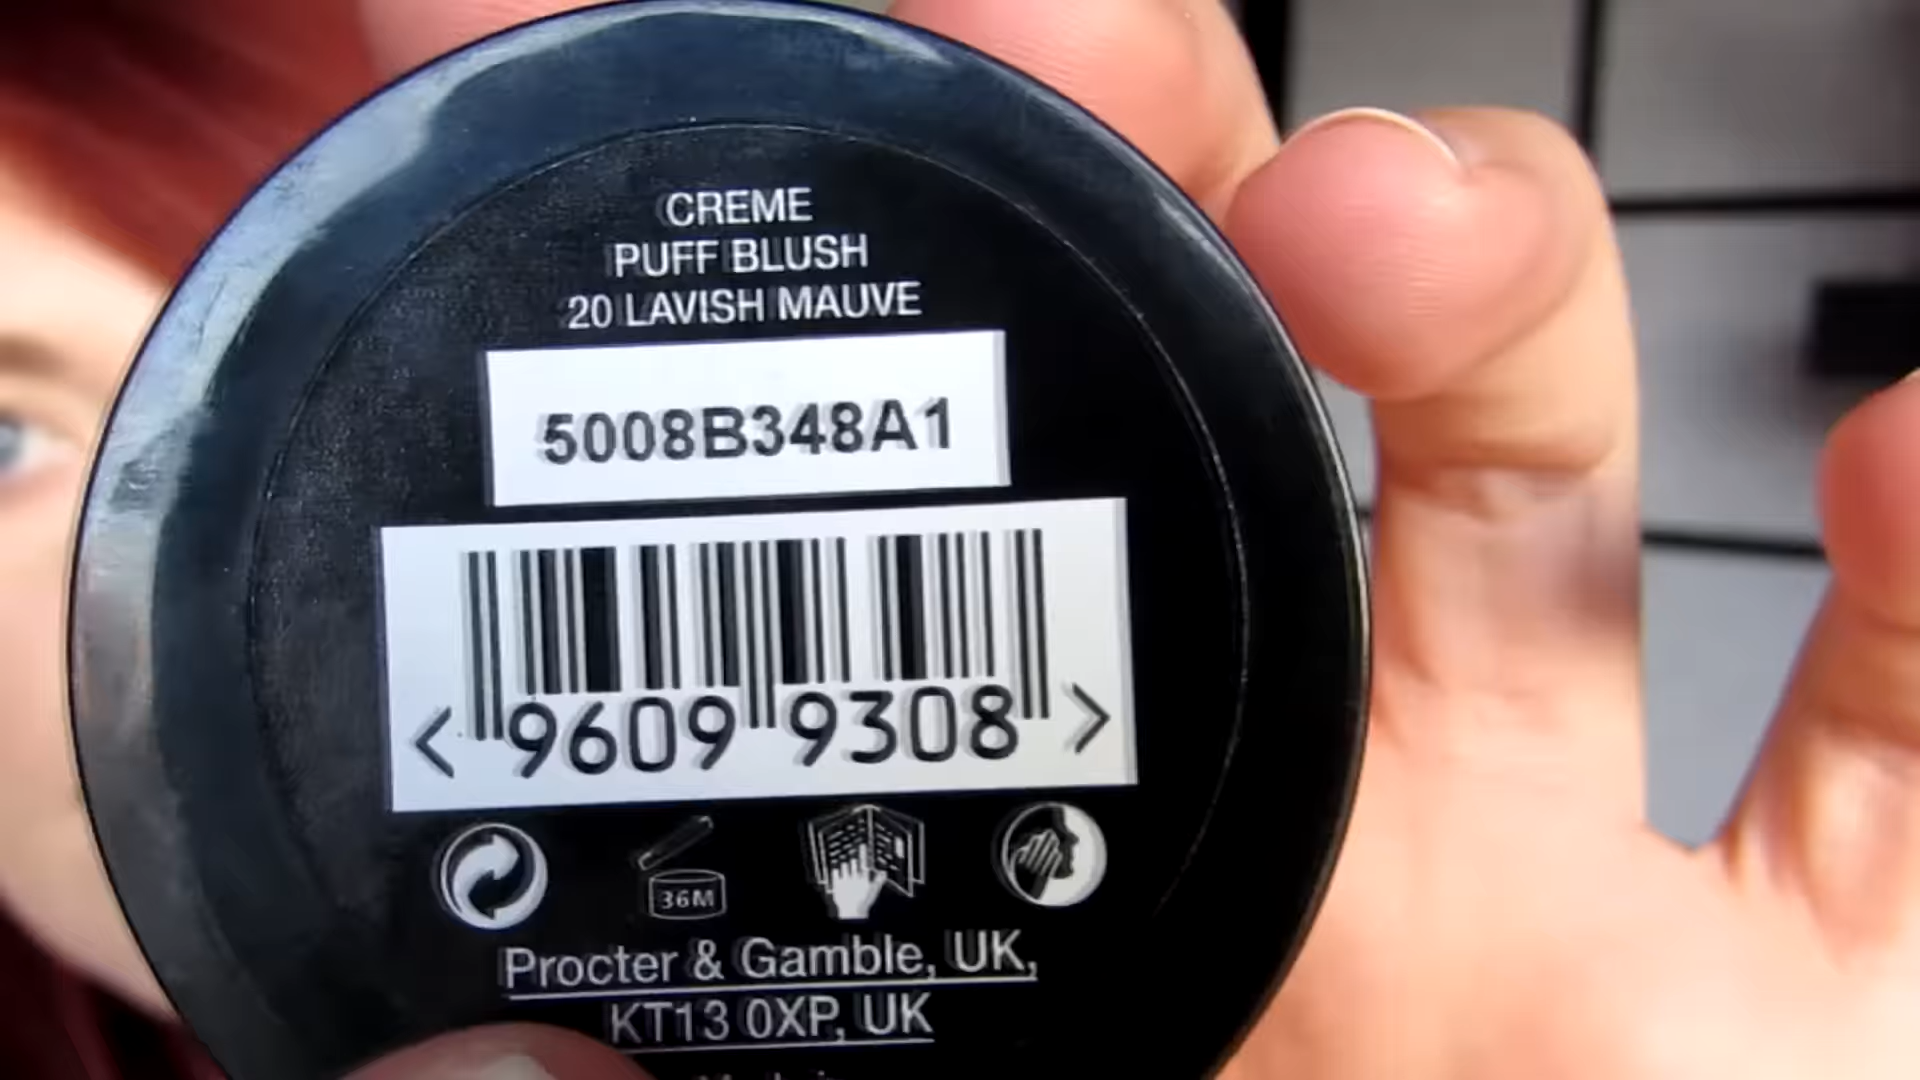 CREME
PUFF BLUSH
20 LAVISH MAUVE
5008B348A1
< 9609 9308 >
36M
Procter & Gamble, UK,
KT13 0XP, UK